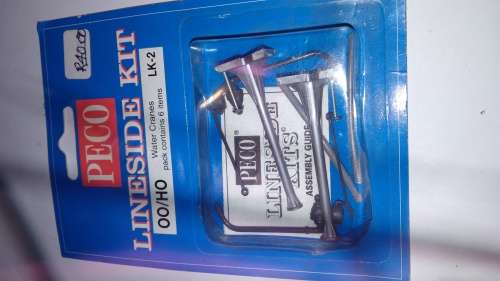 R40.00
PECO
LINESIDE KIT
OO/HO
Water Cranes
pack contains 6 items
LK-2
PECO
LINESIDE
KITS
ASSEMBLY GUIDE